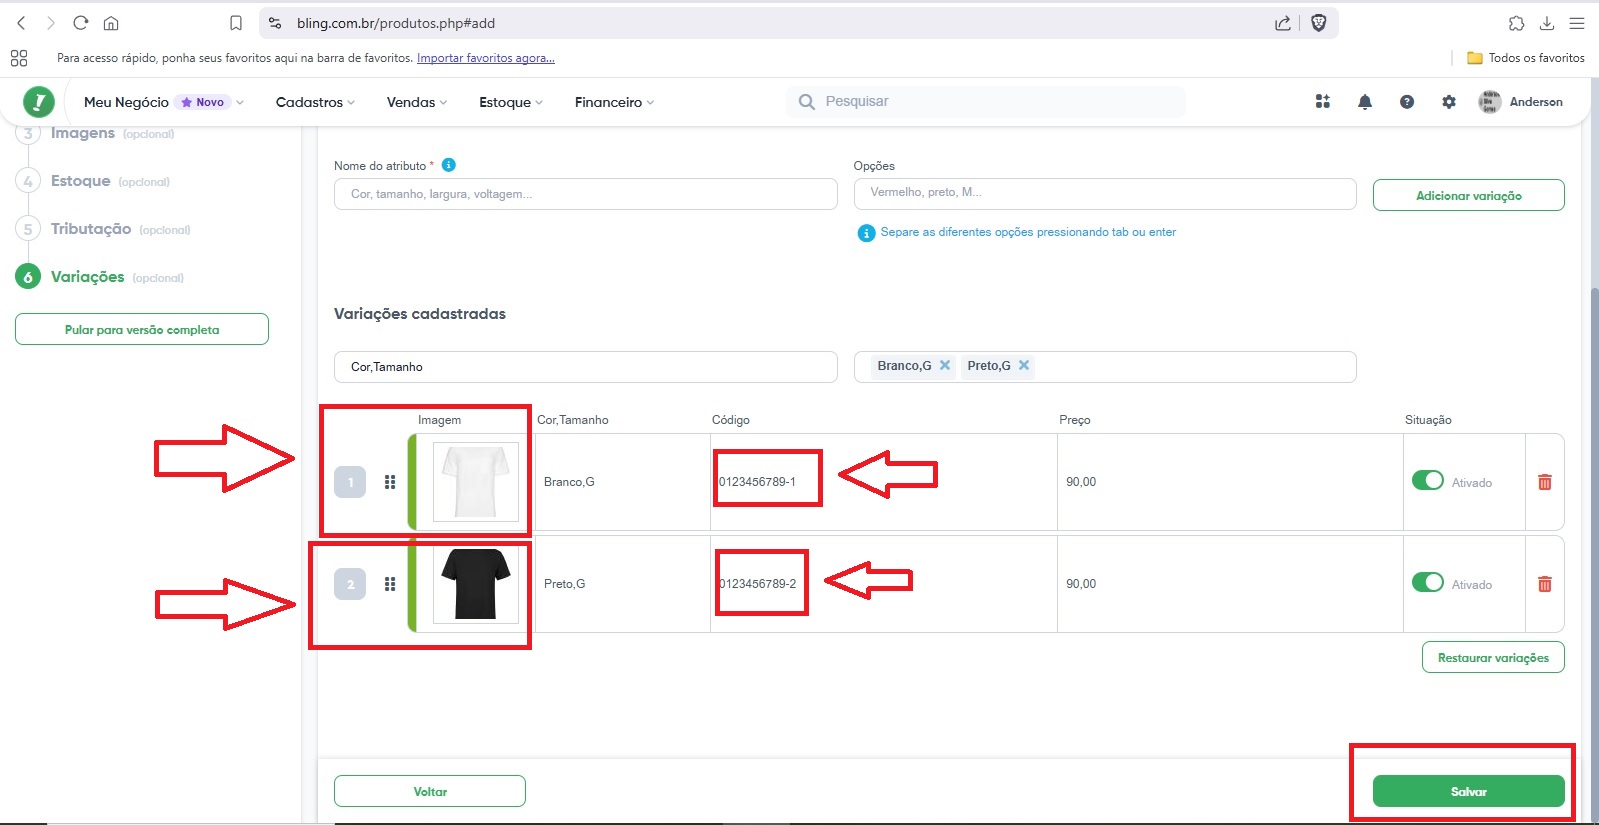 bling.com.br/produtos.php#add
Para acesso rápido, ponha seus favoritos aqui na barra de favoritos. Importar favoritos agora...
Todos os favoritos
Meu Negócio Novo Cadastros Vendas Estoque Financeiro Pesquisar Anderson
3 Imagens (opcional)
4 Estoque (opcional)
5 Tributação (opcional)
6 Variações (opcional)
Pular para versão completa
Nome do atributo * Opções
Cor, tamanho, largura, voltagem... Vermelho, preto, M... Adicionar variação
Separe as diferentes opções pressionando tab ou enter
Variações cadastradas
Cor,Tamanho Branco,G Preto,G
Imagem Cor,Tamanho Código Preço Situação
1 Branco,G 0123456789-1 90,00 Ativado
2 Preto,G 0123456789-2 90,00 Ativado
Restaurar variações
Voltar Salvar